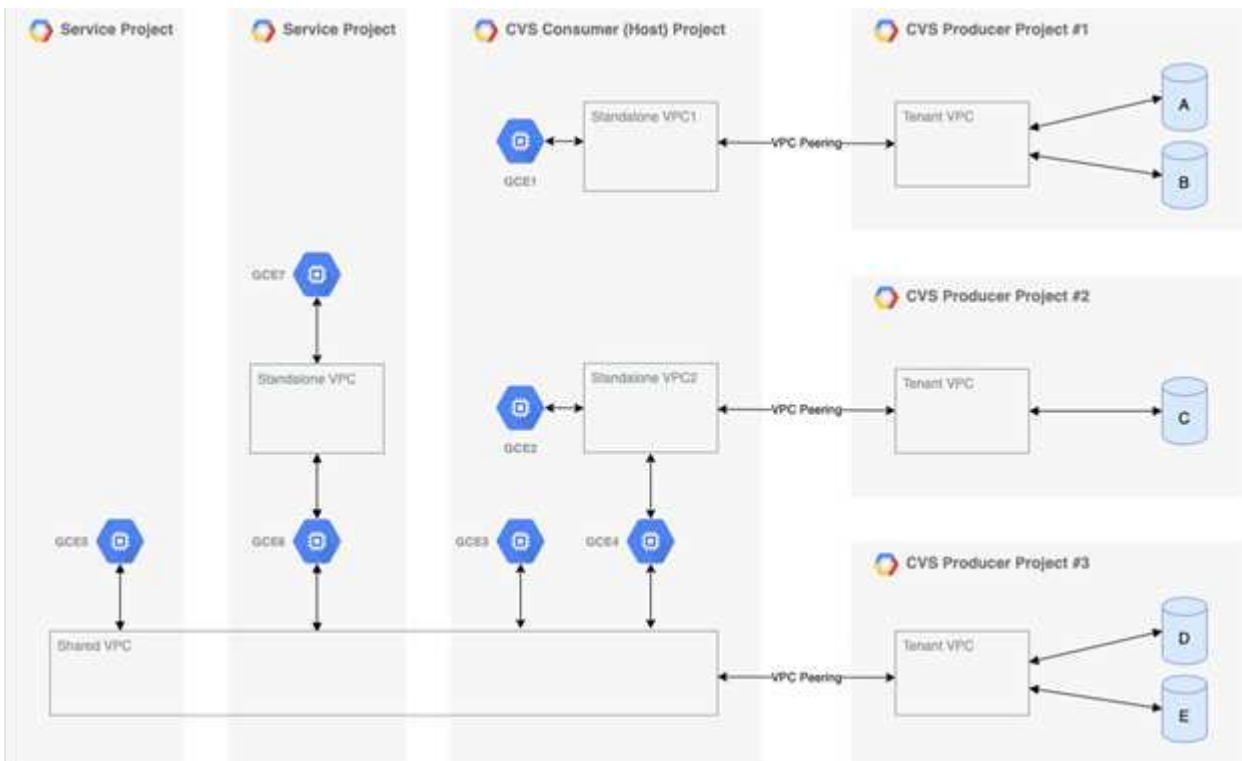 Service Project
Service Project
CVS Consumer (Host) Project
CVS Producer Project #1
Standalone VPC1
Tenant VPC
A
GCE1
VPC Peering
B
GCE7
CVS Producer Project #2
Standalone VPC
Standalone VPC2
Tenant VPC
GCE2
VPC Peering
C
GCE5
GCE6
GCE3
GCE4
CVS Producer Project #3
Shared VPC
Tenant VPC
D
VPC Peering
E